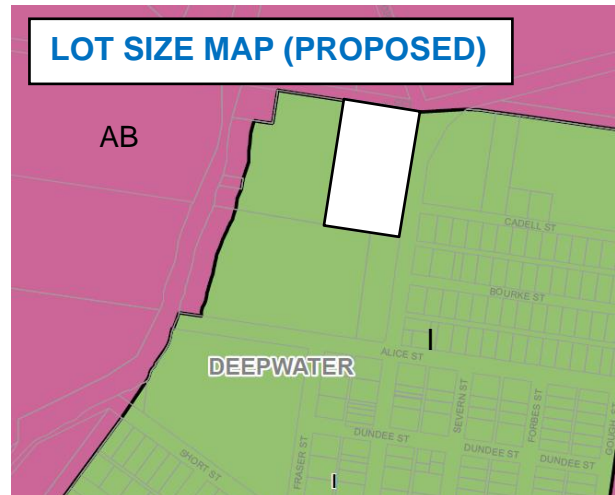 LOT SIZE MAP (PROPOSED)
AB
CADELL ST
BOURKE ST
I
ALICE ST
DEEPWATER
SEVERN ST
FORBES ST
DUNDEE ST
DUNDEE ST
DUNDEE ST
FRASER ST
SHORT ST
I